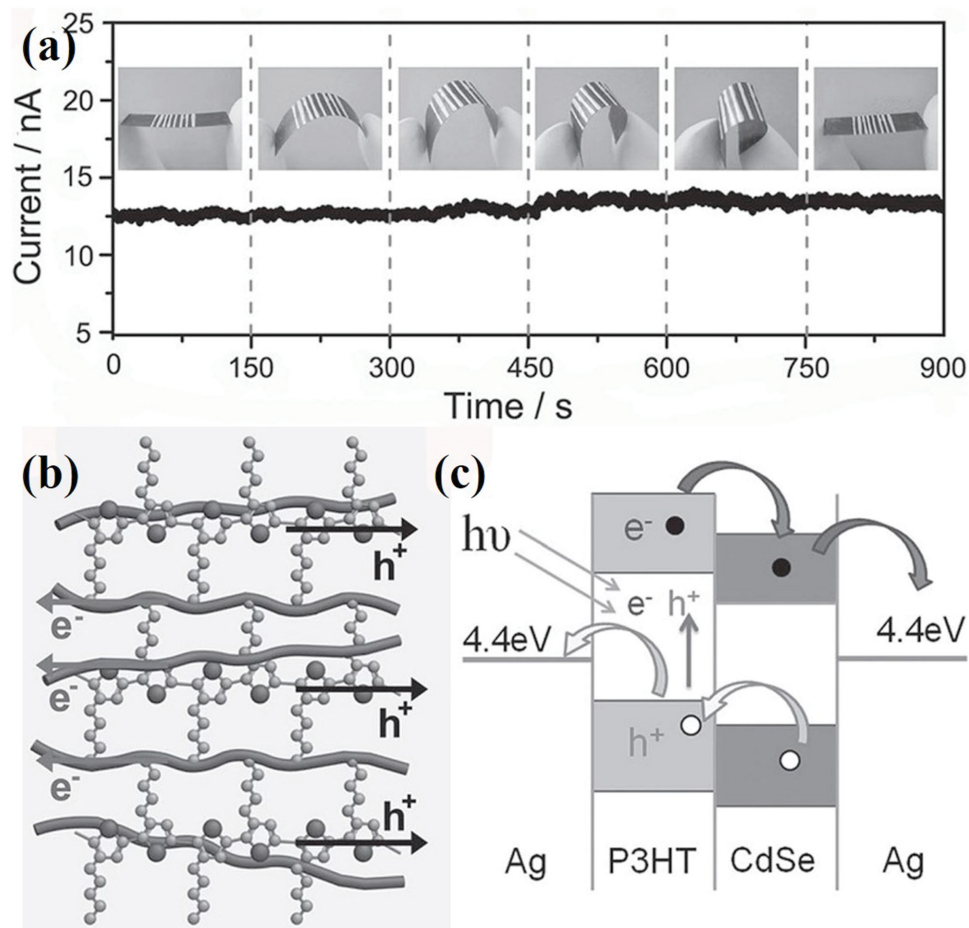 (a)
Current / nA
25
20
15
10
5
0
150
300
450
600
750
900
Time / s
(b)
h⁺
e⁻
e⁻
h⁺
e⁻
h⁺
(c)
hυ
e⁻
e⁻ h⁺
4.4eV
4.4eV
h⁺
Ag
P3HT
CdSe
Ag